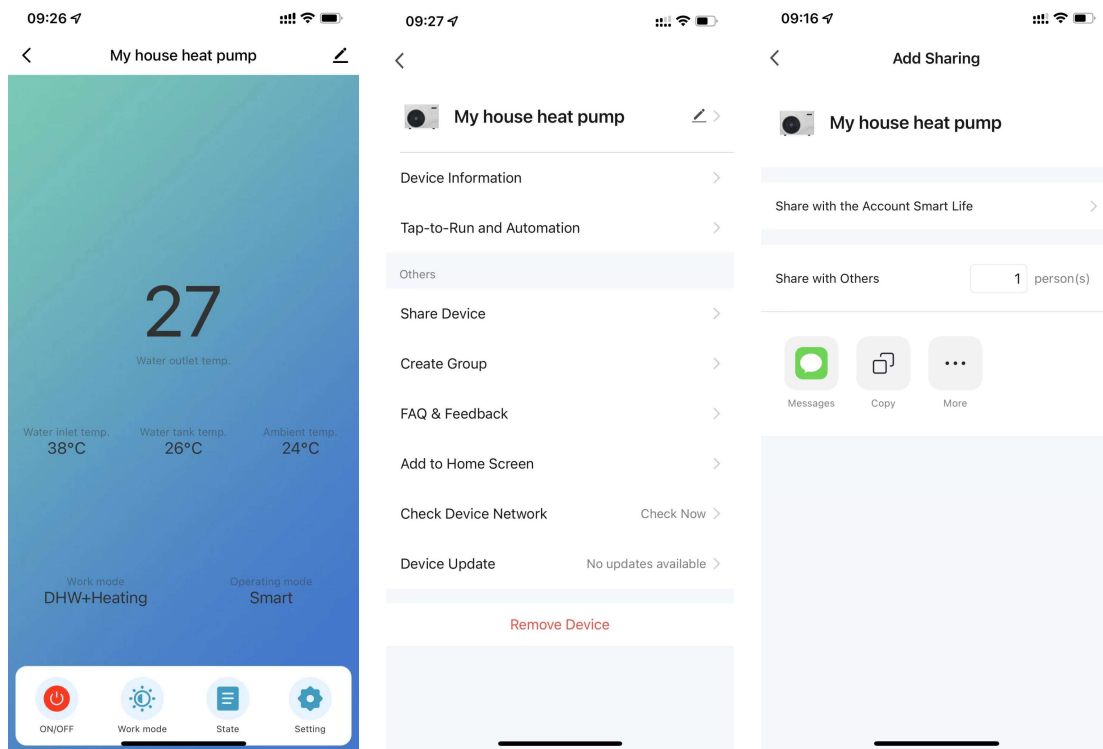 09:26
My house heat pump
27
Water outlet temp.
Water inlet temp. Water tank temp. Ambient temp.
38°C 26°C 24°C
Work mode Operating mode
DHW+Heating Smart
ON/OFF Work mode State Setting
09:27
My house heat pump
Device Information
Tap-to-Run and Automation
Others
Share Device
Create Group
FAQ & Feedback
Add to Home Screen
Check Device Network Check Now
Device Update No updates available
Remove Device
09:16
Add Sharing
My house heat pump
Share with the Account Smart Life
Share with Others 1 person(s)
Messages Copy More